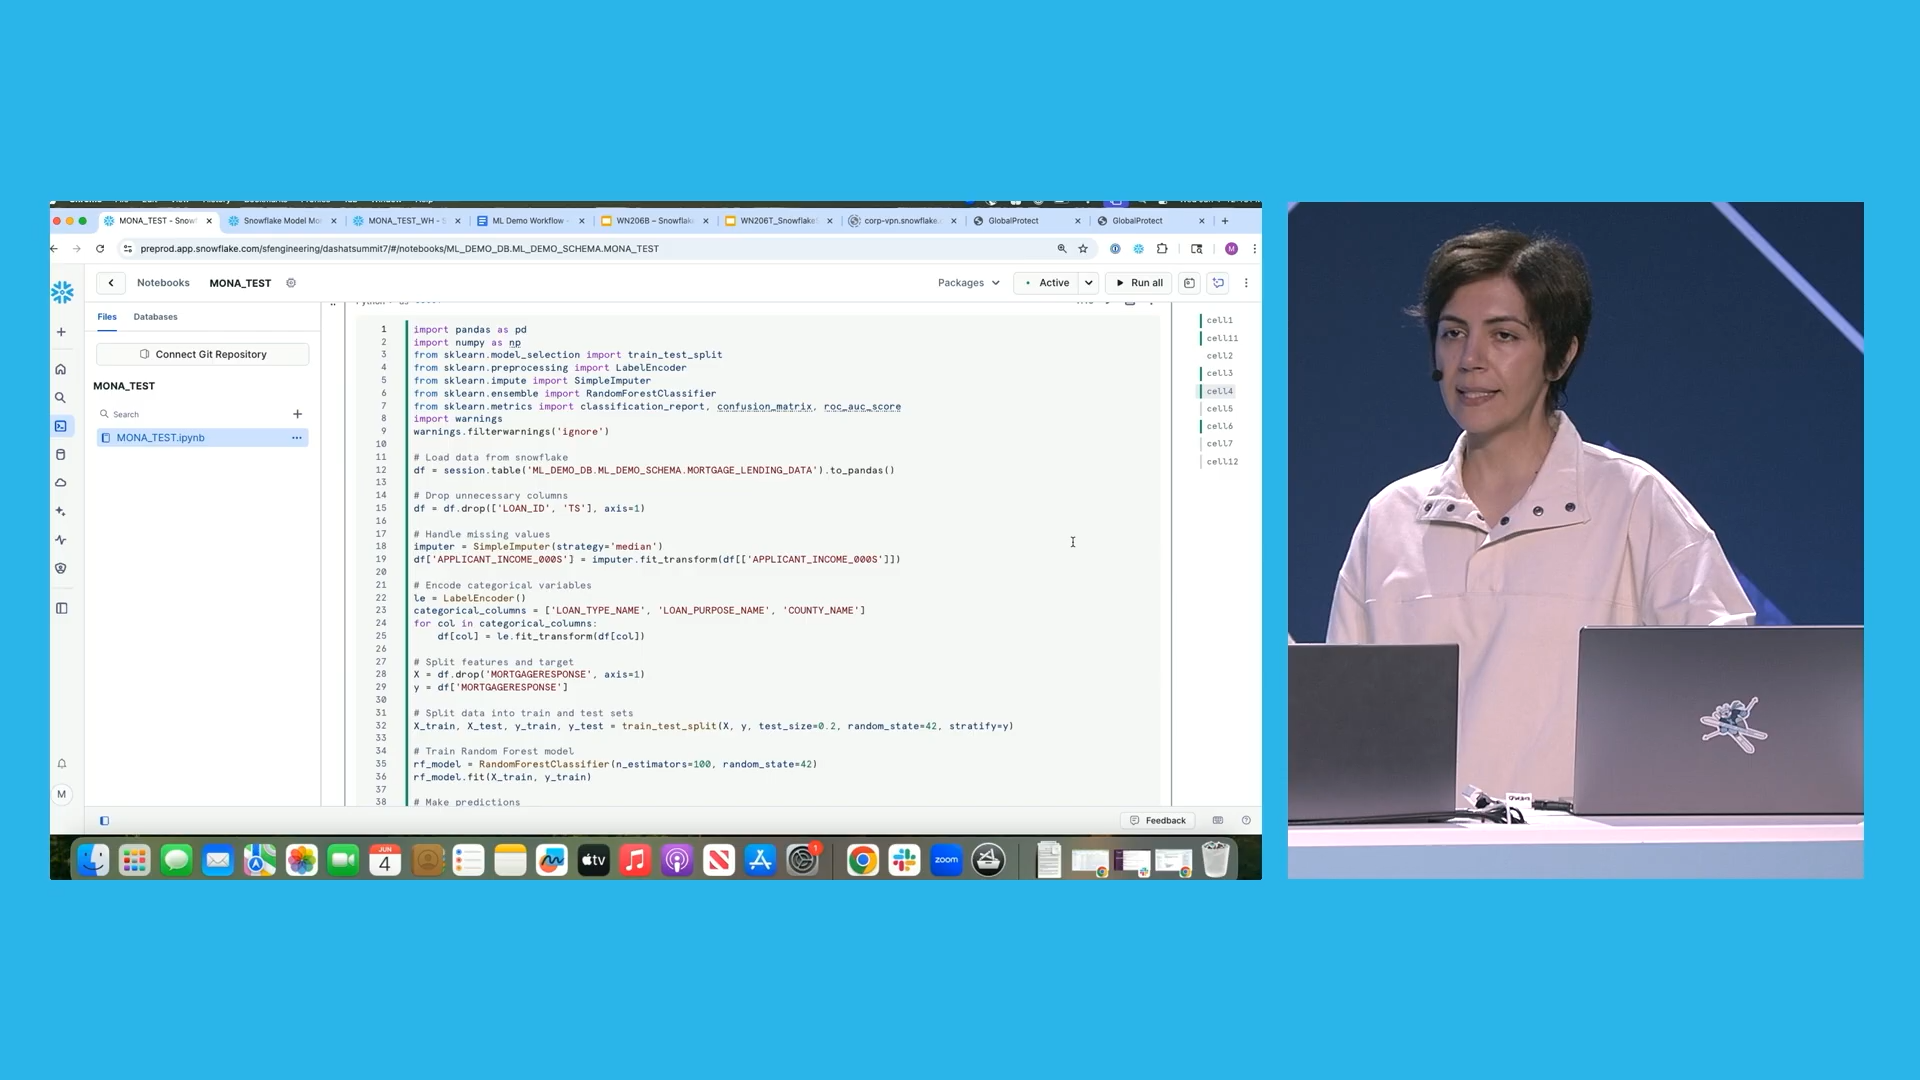 MONA_TEST - Snowf
Snowflake Model Mo
MONA_TEST_WH - S
ML Demo Workflow -
WN206B – Snowflak
WN206T_Snowflake
corp-vpn.snowflake.c
GlobalProtect
GlobalProtect
preprod.app.snowflake.com/sfengineering/dashatsummit7/#/notebooks/ML_DEMO_DB.ML_DEMO_SCHEMA.MONA_TEST
M
Notebooks
MONA_TEST
Packages
Active
Run all
Files
Databases
Connect Git Repository
MONA_TEST
Search
MONA_TEST.ipynb
M
1 import pandas as pd
2 import numpy as np
3 from sklearn.model_selection import train_test_split
4 from sklearn.preprocessing import LabelEncoder
5 from sklearn.impute import SimpleImputer
6 from sklearn.ensemble import RandomForestClassifier
7 from sklearn.metrics import classification_report, confusion_matrix, roc_auc_score
8 import warnings
9 warnings.filterwarnings('ignore')
10
11 # Load data from snowflake
12 df = session.table('ML_DEMO_DB.ML_DEMO_SCHEMA.MORTGAGE_LENDING_DATA').to_pandas()
13
14 # Drop unnecessary columns
15 df = df.drop(['LOAN_ID', 'TS'], axis=1)
16
17 # Handle missing values
18 imputer = SimpleImputer(strategy='median')
19 df['APPLICANT_INCOME_000S'] = imputer.fit_transform(df[['APPLICANT_INCOME_000S']])
20
21 # Encode categorical variables
22 le = LabelEncoder()
23 categorical_columns = ['LOAN_TYPE_NAME', 'LOAN_PURPOSE_NAME', 'COUNTY_NAME']
24 for col in categorical_columns:
25 df[col] = le.fit_transform(df[col])
26
27 # Split features and target
28 X = df.drop('MORTGAGERESPONSE', axis=1)
29 y = df['MORTGAGERESPONSE']
30
31 # Split data into train and test sets
32 X_train, X_test, y_train, y_test = train_test_split(X, y, test_size=0.2, random_state=42, stratify=y)
33
34 # Train Random Forest model
35 rf_model = RandomForestClassifier(n_estimators=100, random_state=42)
36 rf_model.fit(X_train, y_train)
37
38 # Make predictions
cell1
cell11
cell2
cell3
cell4
cell5
cell6
cell7
cell12
Feedback
JUN
4
tv
1
zoom